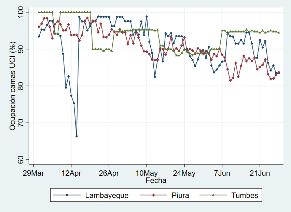 Ocupación camas UCI (%)
100
90
80
70
60
29Mar 12Apr 26Apr 10May 24May 7Jun 21Jun
Fecha
Lambayeque Piura Tumbes